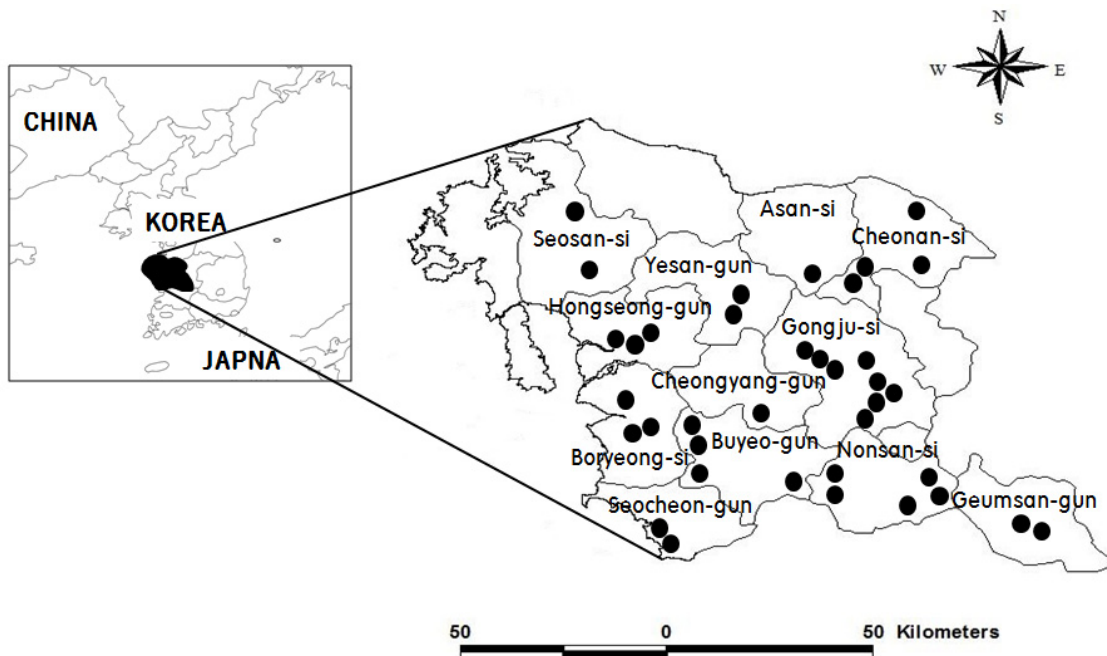 N
W E
S
CHINA
KOREA
JAPNA
Asan-si
Cheonan-si
Seosan-si
Yesan-gun
Hongseong-gun
Gongju-si
Cheongyang-gun
Buyeo-gun
Nonsan-si
Boryeong-si
Seocheon-gun
Geumsan-gun
50 0 50 Kilometers